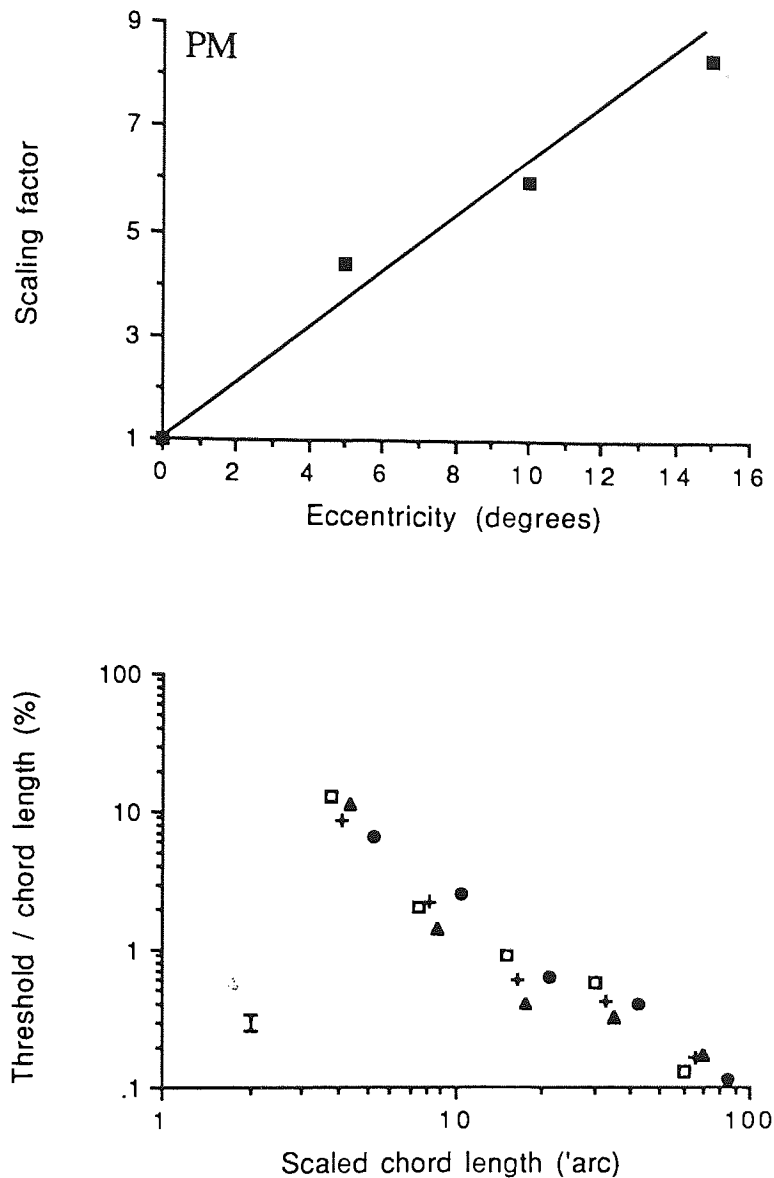 9
PM
7
Scaling factor
5
3
1
0 2 4 6 8 10 12 14 16
Eccentricity (degrees)
100
Threshold / chord length (%)
10
1
.1
1 10 100
Scaled chord length ('arc)